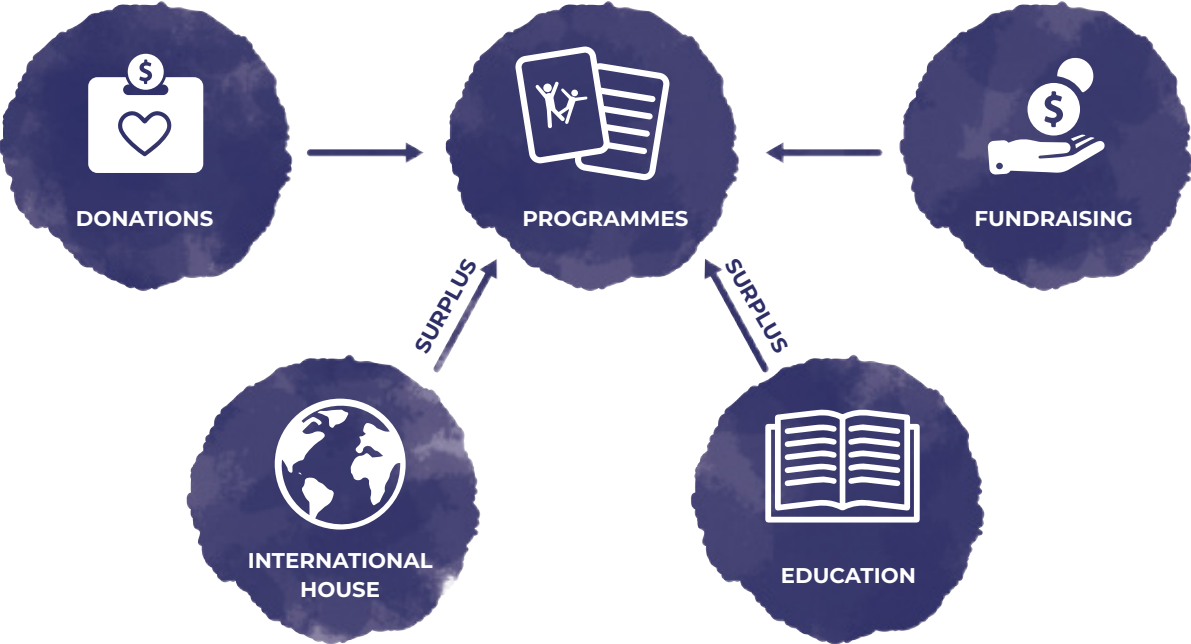 $
$
DONATIONS
PROGRAMMES
FUNDRAISING
SURPLUS
SURPLUS
INTERNATIONAL
HOUSE
EDUCATION